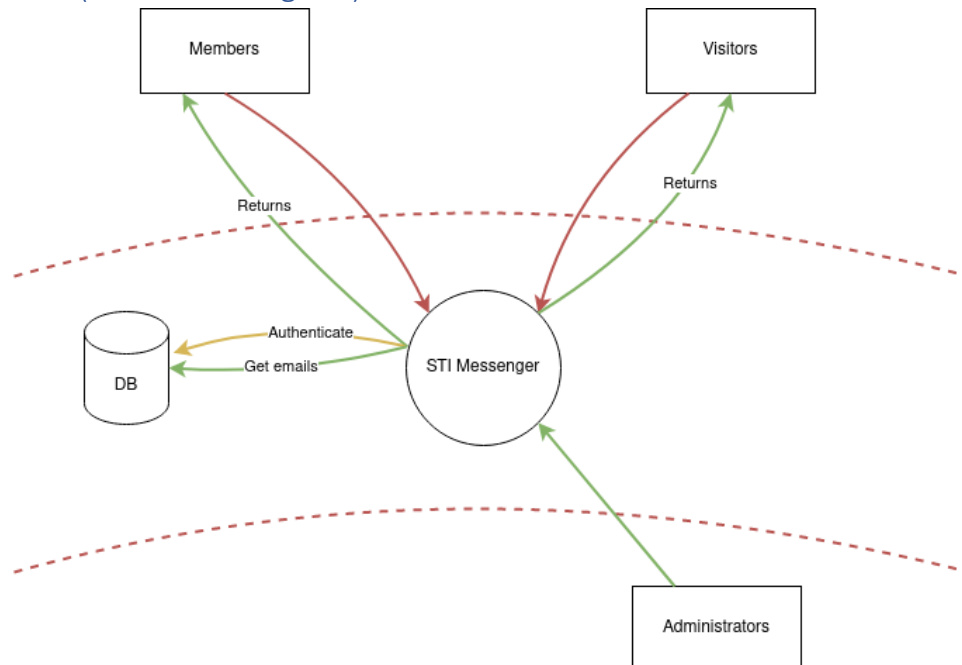 Members
Visitors
Returns
Returns
Authenticate
Get emails
DB
STI Messenger
Administrators